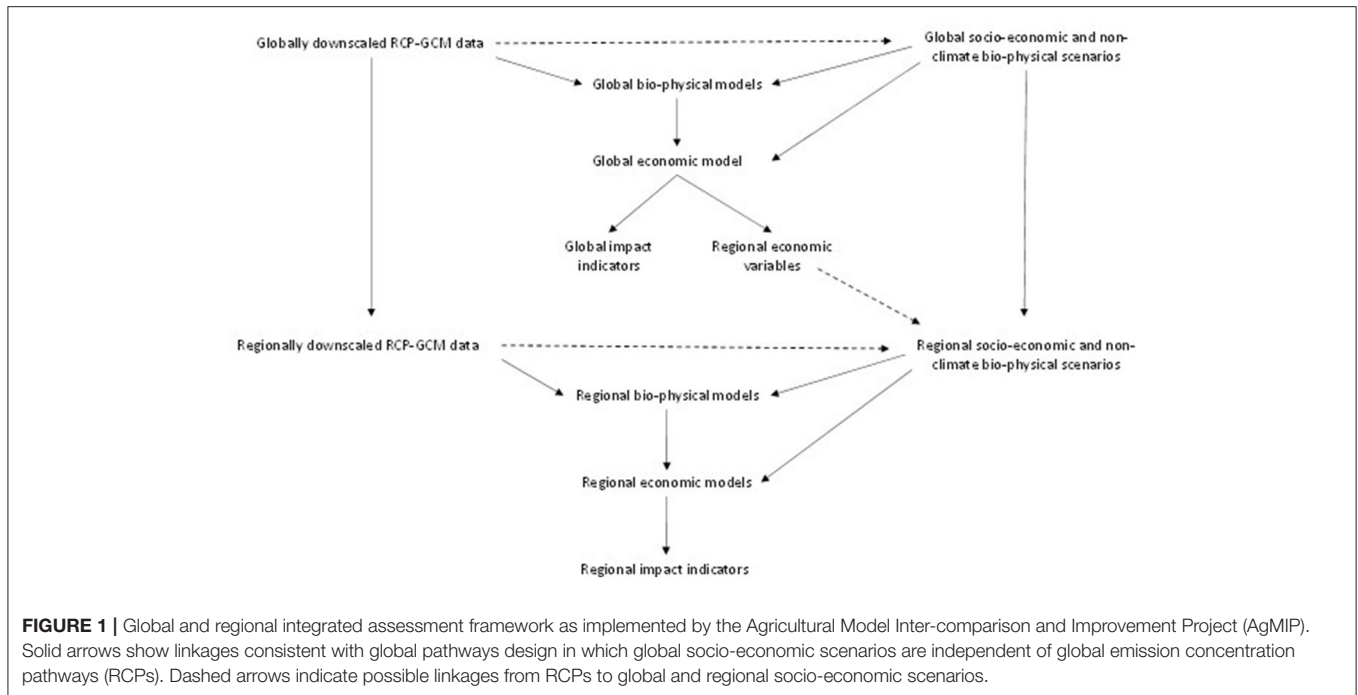 Globally downscaled RCP-GCM data
Global socio-economic and non-
climate bio-physical scenarios
Global bio-physical models
Global economic model
Global impact
indicators
Regional economic
variables
Regionally downscaled RCP-GCM data
Regional socio-economic and non-
climate bio-physical scenarios
Regional bio-physical models
Regional economic models
Regional impact indicators
FIGURE 1 | Global and regional integrated assessment framework as implemented by the Agricultural Model Inter-comparison and Improvement Project (AgMIP).
Solid arrows show linkages consistent with global pathways design in which global socio-economic scenarios are independent of global emission concentration
pathways (RCPs). Dashed arrows indicate possible linkages from RCPs to global and regional socio-economic scenarios.